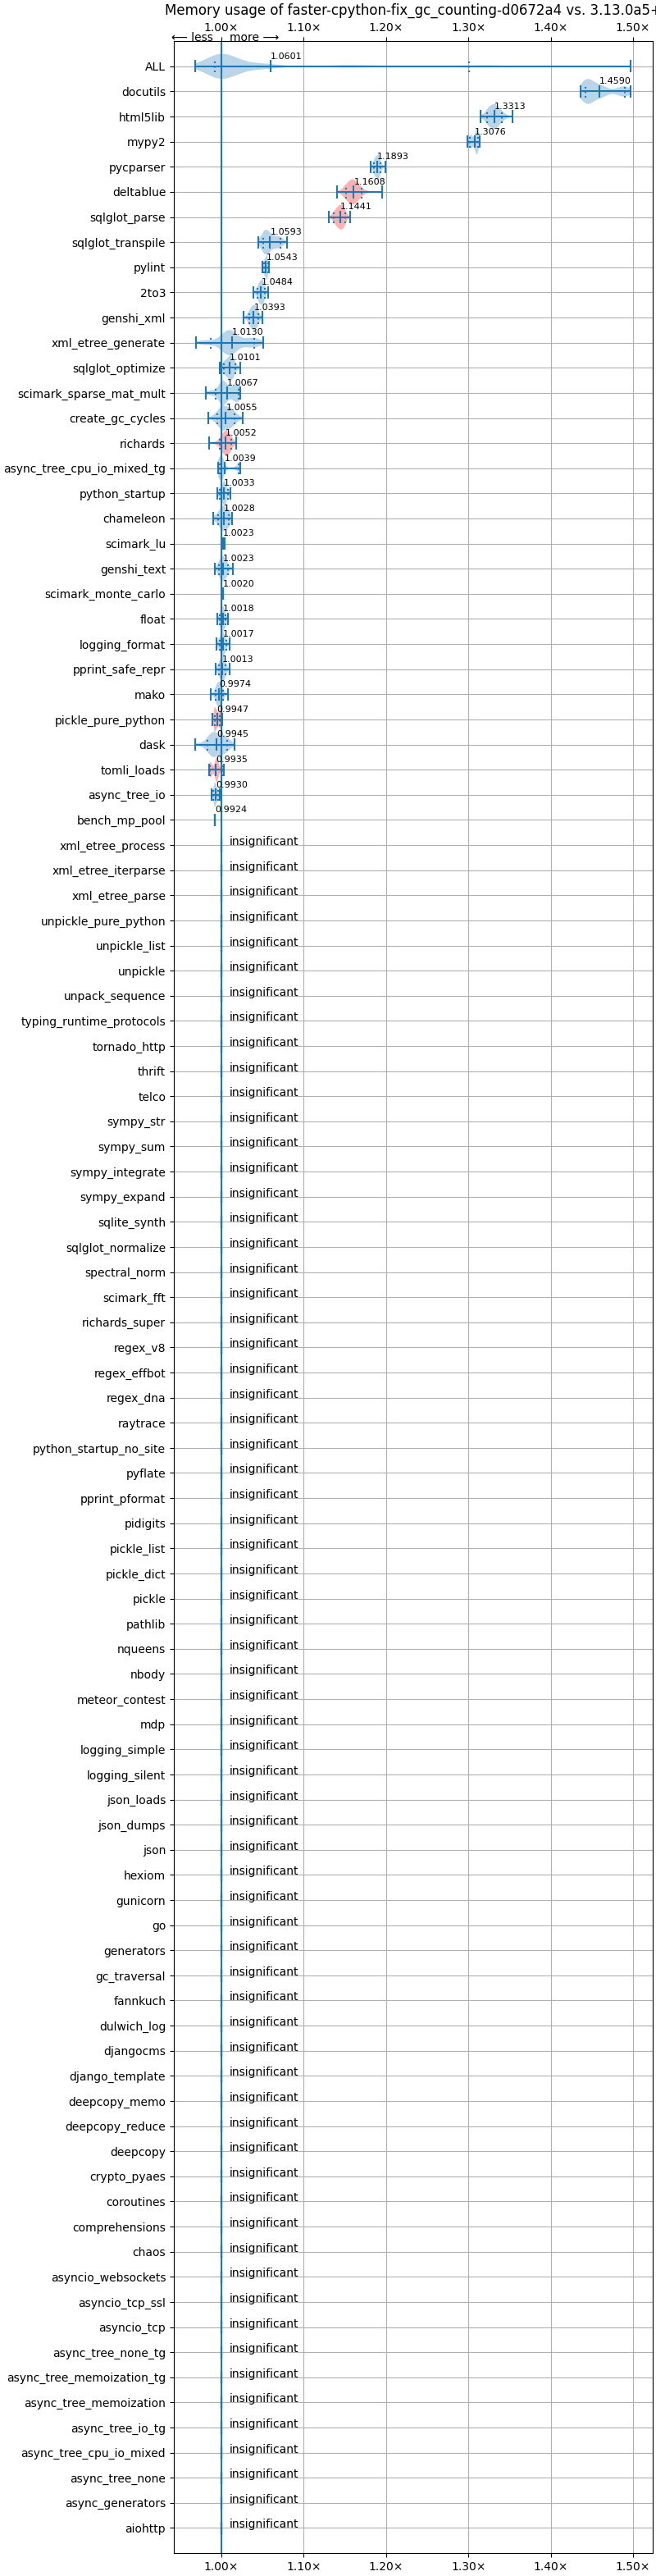 Memory usage of faster-cpython-fix_gc_counting-d0672a4 vs. 3.13.0a5+
1.00× 1.10× 1.20× 1.30× 1.40× 1.50×
⟵ less more ⟶
ALL 1.0601
docutils 1.4590
html5lib 1.3313
mypy2 1.3076
pycparser 1.1893
deltablue 1.1608
sqlglot_parse 1.1441
sqlglot_transpile 1.0593
pylint 1.0543
2to3 1.0484
genshi_xml 1.0393
xml_etree_generate 1.0130
sqlglot_optimize 1.0101
scimark_sparse_mat_mult 1.0067
create_gc_cycles 1.0055
richards 1.0052
async_tree_cpu_io_mixed_tg 1.0039
python_startup 1.0033
chameleon 1.0028
scimark_lu 1.0023
genshi_text 1.0023
scimark_monte_carlo 1.0020
float 1.0018
logging_format 1.0017
pprint_safe_repr 1.0013
mako 0.9974
pickle_pure_python 0.9947
dask 0.9945
tomli_loads 0.9935
async_tree_io 0.9930
bench_mp_pool 0.9924
xml_etree_process insignificant
xml_etree_iterparse insignificant
xml_etree_parse insignificant
unpickle_pure_python insignificant
unpickle_list insignificant
unpickle insignificant
unpack_sequence insignificant
typing_runtime_protocols insignificant
tornado_http insignificant
thrift insignificant
telco insignificant
sympy_str insignificant
sympy_sum insignificant
sympy_integrate insignificant
sympy_expand insignificant
sqlite_synth insignificant
sqlglot_normalize insignificant
spectral_norm insignificant
scimark_fft insignificant
richards_super insignificant
regex_v8 insignificant
regex_effbot insignificant
regex_dna insignificant
raytrace insignificant
python_startup_no_site insignificant
pyflate insignificant
pprint_pformat insignificant
pidigits insignificant
pickle_list insignificant
pickle_dict insignificant
pickle insignificant
pathlib insignificant
nqueens insignificant
nbody insignificant
meteor_contest insignificant
mdp insignificant
logging_simple insignificant
logging_silent insignificant
json_loads insignificant
json_dumps insignificant
json insignificant
hexiom insignificant
gunicorn insignificant
go insignificant
generators insignificant
gc_traversal insignificant
fannkuch insignificant
dulwich_log insignificant
djangocms insignificant
django_template insignificant
deepcopy_memo insignificant
deepcopy_reduce insignificant
deepcopy insignificant
crypto_pyaes insignificant
coroutines insignificant
comprehensions insignificant
chaos insignificant
asyncio_websockets insignificant
asyncio_tcp_ssl insignificant
asyncio_tcp insignificant
async_tree_none_tg insignificant
async_tree_memoization_tg insignificant
async_tree_memoization insignificant
async_tree_io_tg insignificant
async_tree_cpu_io_mixed insignificant
async_tree_none insignificant
async_generators insignificant
aiohttp insignificant
1.00× 1.10× 1.20× 1.30× 1.40× 1.50×